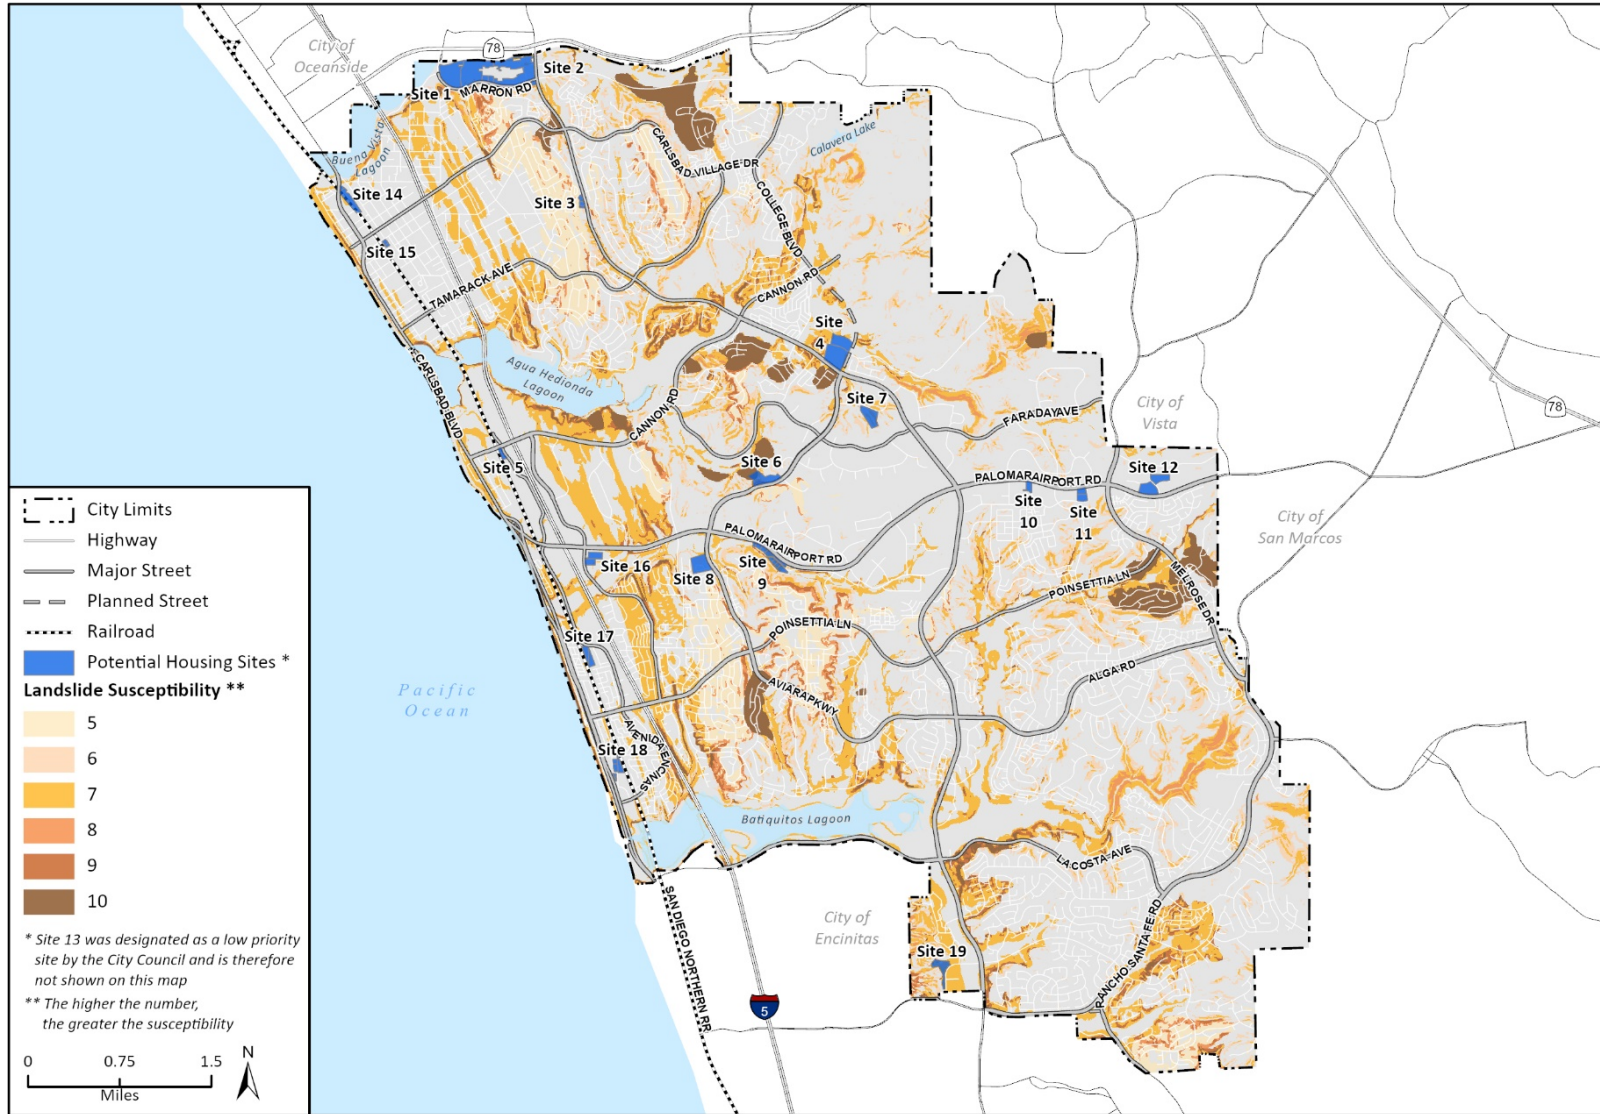 City of
Oceanside
78
Site 2
Site 1
MARRON RD
Buena Vista
Lagoon
CARLSBAD VILLAGE DR
Calavera Lake
Site 14
Site 3
COLLEGE BLVD
Site 15
TAMARACK AVE
CANNON RD
Site
4
CARLSBAD BLVD
Agua Hedionda
Lagoon
CANNON RD
Site 7
FARADAY AVE
City of
Vista
78
Site 5
Site 6
PALOMAR AIRPORT RD
Site 12
Site
10
Site
11
City of
San Marcos
PALOMAR AIRPORT RD
Site 16
Site 8
Site
9
POINSETTIA LN
MELROSE DR
Site 17
POINSETTIA LN
ALGA RD
AVIARA PKWY
Pacific
Ocean
Site 18
AVENIDA ENCINAS
Batiquitos Lagoon
LA COSTA AVE
SAN DIEGO NORTHERN RR
City of
Encinitas
Site 19
RANCHO SANTA FE RD
5
City Limits
Highway
Major Street
Planned Street
Railroad
Potential Housing Sites *
Landslide Susceptibility **
5
6
7
8
9
10
* Site 13 was designated as a low priority
site by the City Council and is therefore
not shown on this map
** The higher the number,
the greater the susceptibility
0 0.75 1.5
Miles
N